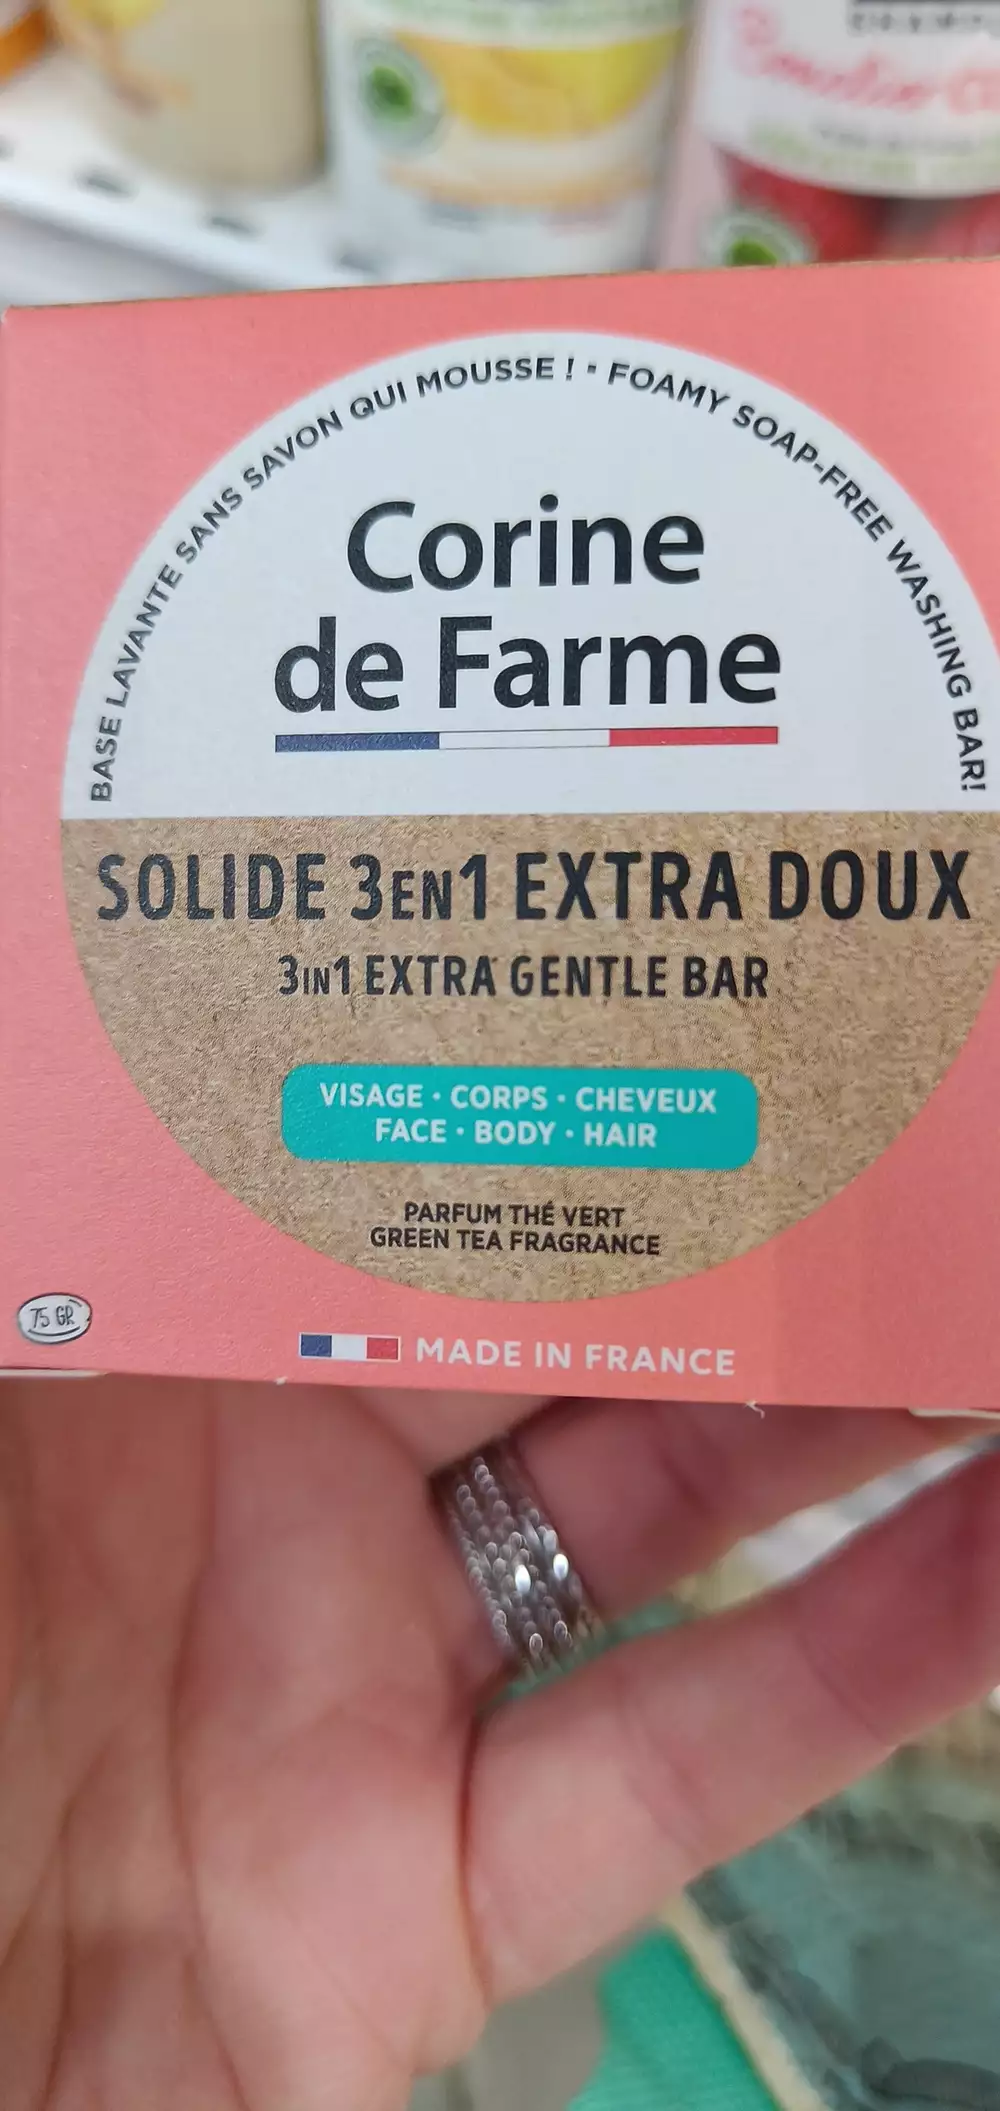 BASE LAVANTE SANS SAVON QUI MOUSSE ! • FOAMY SOAP-FREE WASHING BAR!
Corine
de Farme
SOLIDE 3EN1 EXTRA DOUX
3IN1 EXTRA GENTLE BAR
VISAGE · CORPS · CHEVEUX
FACE · BODY · HAIR
PARFUM THÉ VERT
GREEN TEA FRAGRANCE
75 GR
MADE IN FRANCE